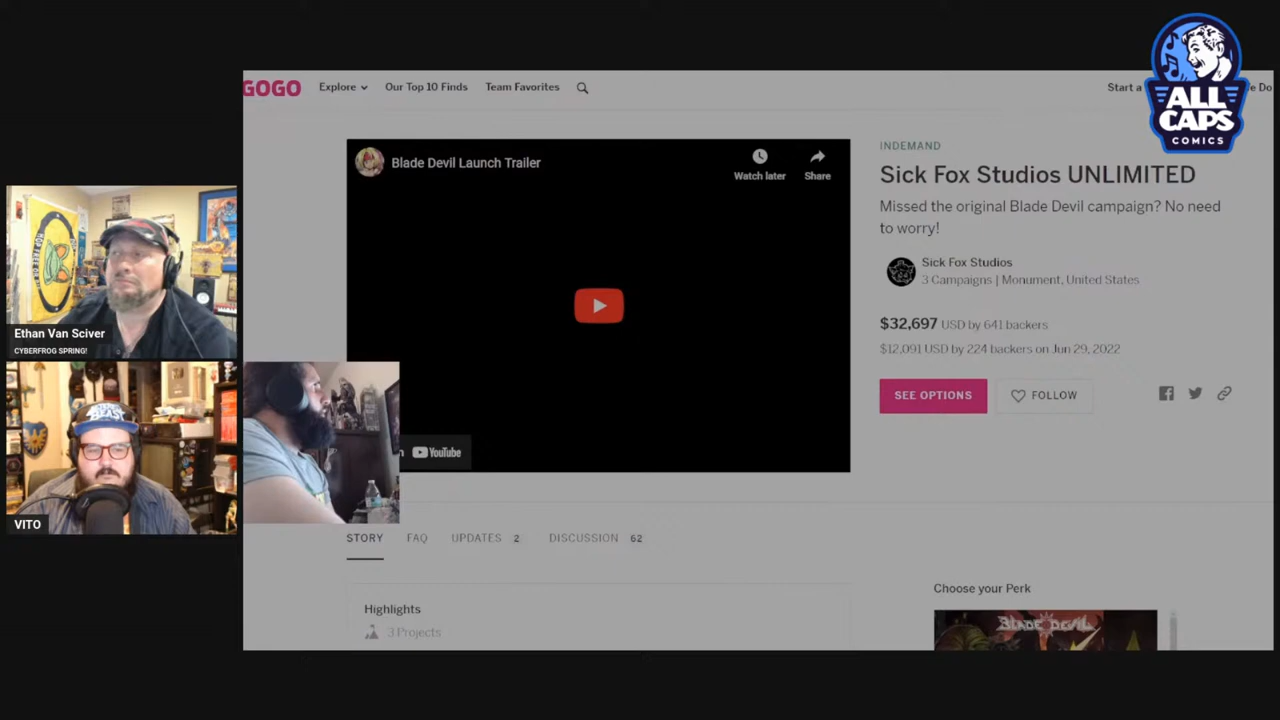 ALL
CAPS
COMICS
GOGO
Explore
Our Top 10 Finds
Team Favorites
Start a
e Do
Blade Devil Launch Trailer
Watch later
Share
YouTube
INDEMAND
Sick Fox Studios UNLIMITED
Missed the original Blade Devil campaign? No need
to worry!
Sick Fox Studios
3 Campaigns | Monument, United States
$32,697 USD by 641 backers
$12,091 USD by 224 backers on Jun 29, 2022
SEE OPTIONS
FOLLOW
Ethan Van Sciver
CYBERFROG SPRING!
VITO
STORY
FAQ
UPDATES 2
DISCUSSION 62
Highlights
3 Projects
Choose your Perk
BLADE DEVIL